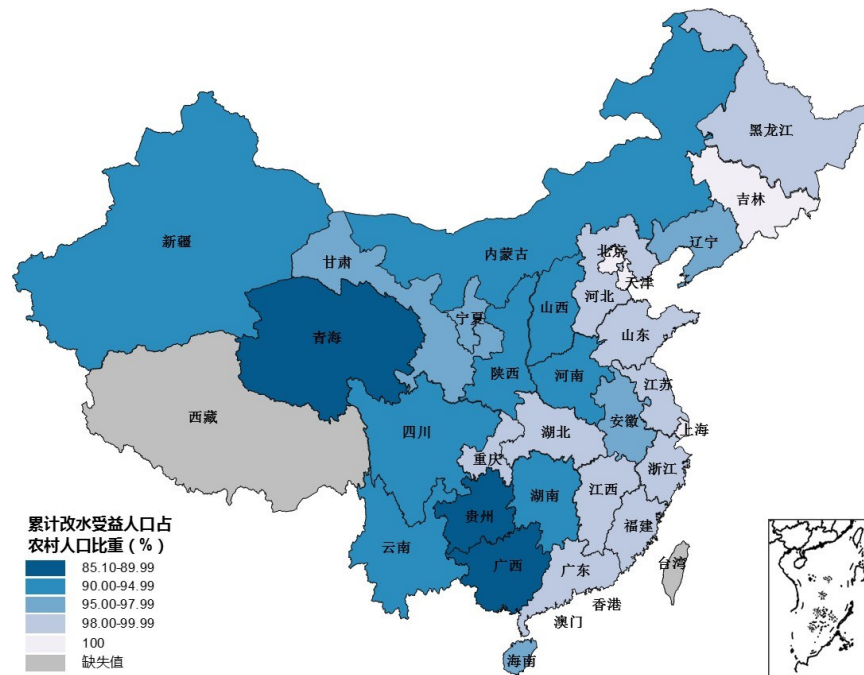 黑龙江
吉林
新疆
内蒙古
辽宁
甘肃
北京
天津
河北
山西
宁夏
山东
青海
陕西
河南
江苏
西藏
四川
安徽
上海
湖北
重庆
浙江
湖南
江西
贵州
福建
云南
广西
广东
台湾
香港
澳门
海南
累计改水受益人口占
农村人口比重（%）
85.10-89.99
90.00-94.99
95.00-97.99
98.00-99.99
100
缺失值